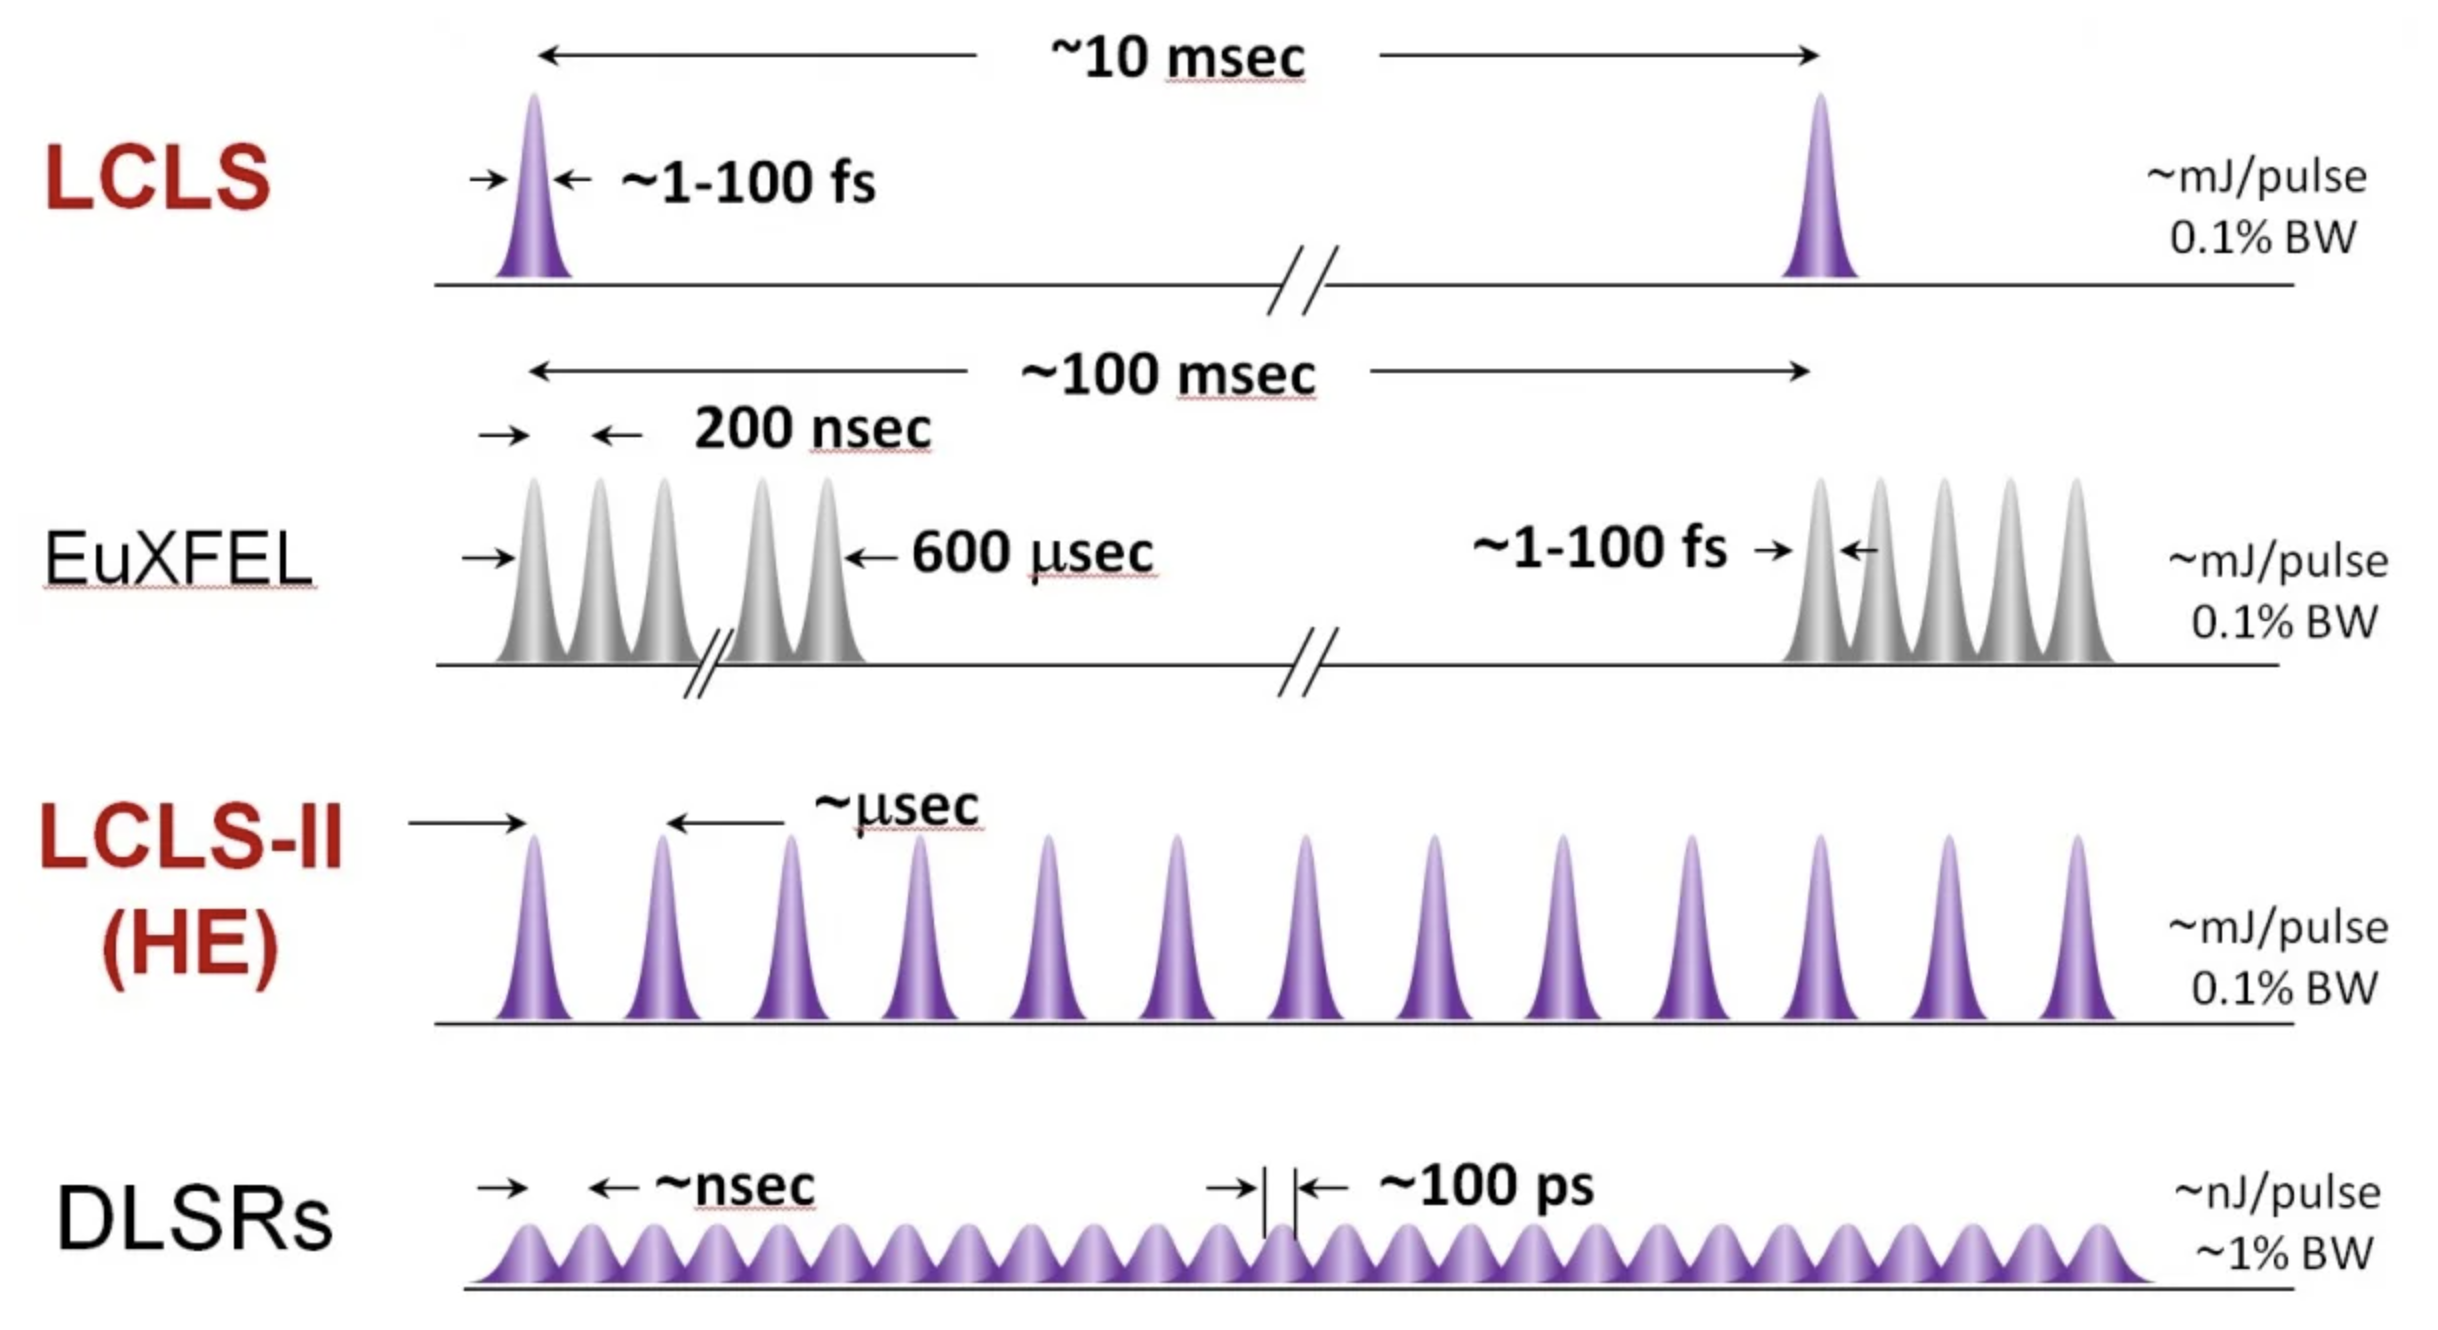 ~10 msec
LCLS
~1-100 fs
~mJ/pulse
0.1% BW
~100 msec
200 nsec
EuXFEL
600 μsec
~1-100 fs
~mJ/pulse
0.1% BW
LCLS-II
(HE)
~μsec
~mJ/pulse
0.1% BW
DLSRs
~nsec
~100 ps
~nJ/pulse
~1% BW